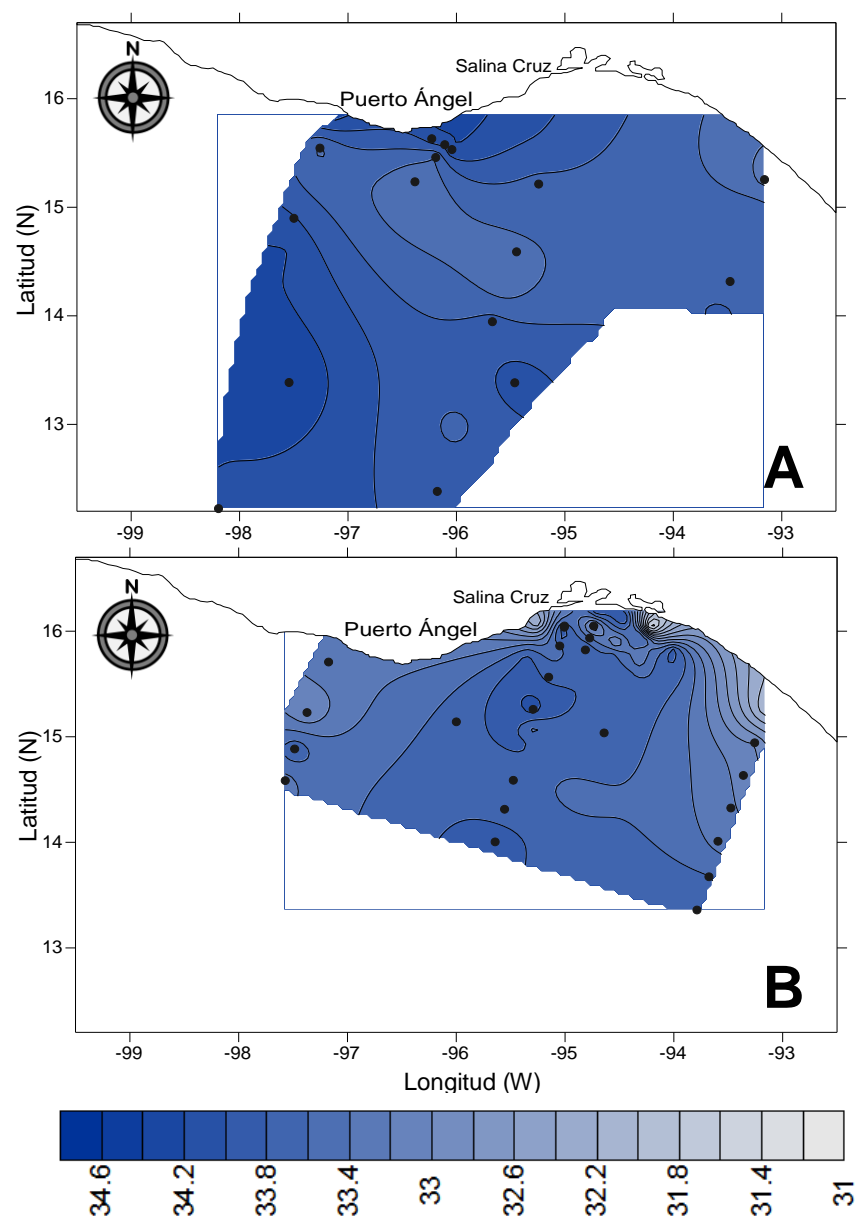 N
Salina Cruz
Puerto Ángel
16
15
14
13
Latitud (N)
A
-99 -98 -97 -96 -95 -94 -93
N
Salina Cruz
Puerto Ángel
16
15
14
13
Latitud (N)
B
-99 -98 -97 -96 -95 -94 -93
Longitud (W)
34.6 34.2 33.8 33.4 33 32.6 32.2 31.8 31.4 31